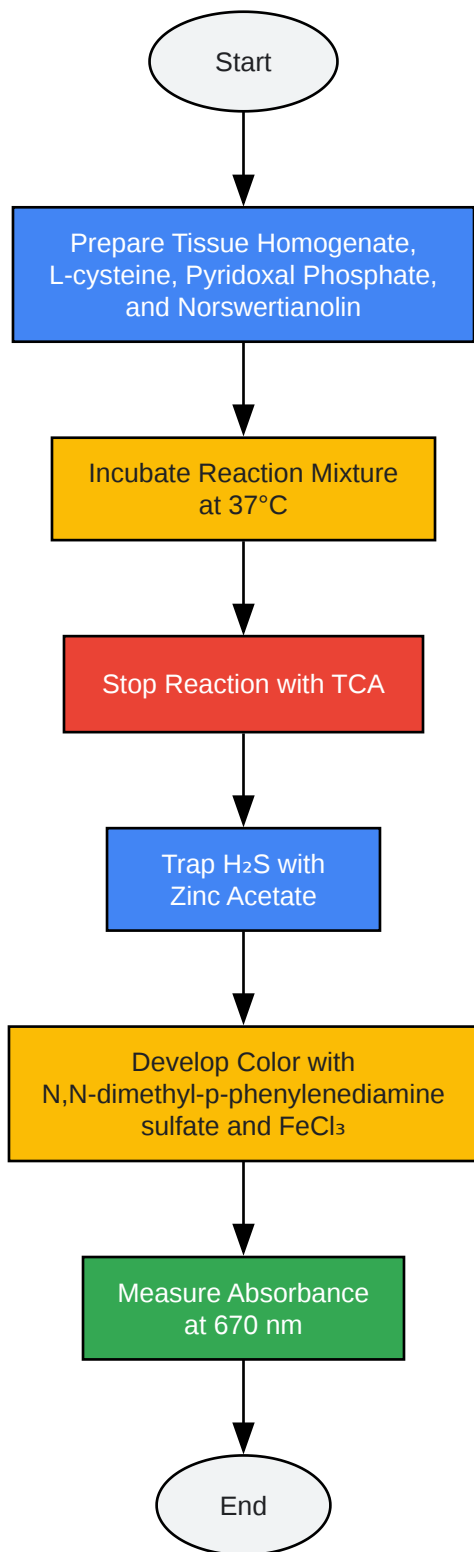 Start
Prepare Tissue Homogenate,
L-cysteine, Pyridoxal Phosphate,
and Norswertianolin
Incubate Reaction Mixture
at 37°C
Stop Reaction with TCA
Trap H₂S with
Zinc Acetate
Develop Color with
N,N-dimethyl-p-phenylenediamine
sulfate and FeCl₃
Measure Absorbance
at 670 nm
End